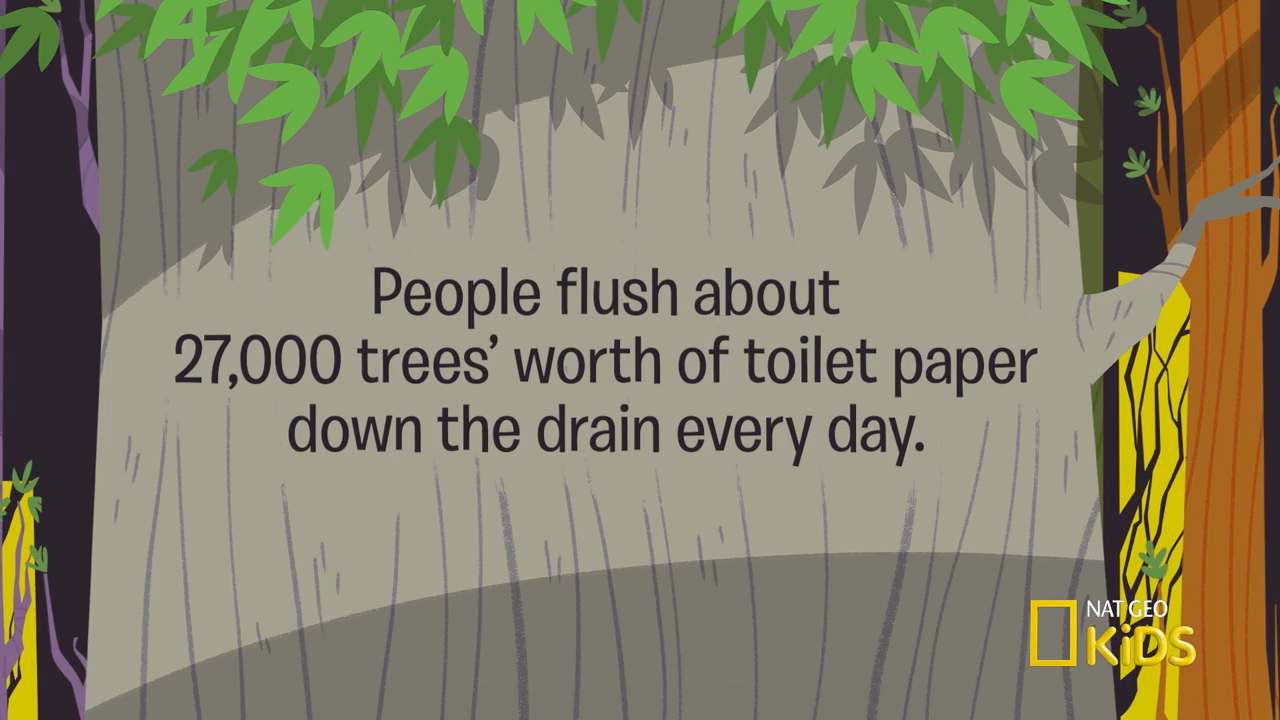 People flush about
27,000 trees’ worth of toilet paper
down the drain every day.
NAT GEO
KiDS